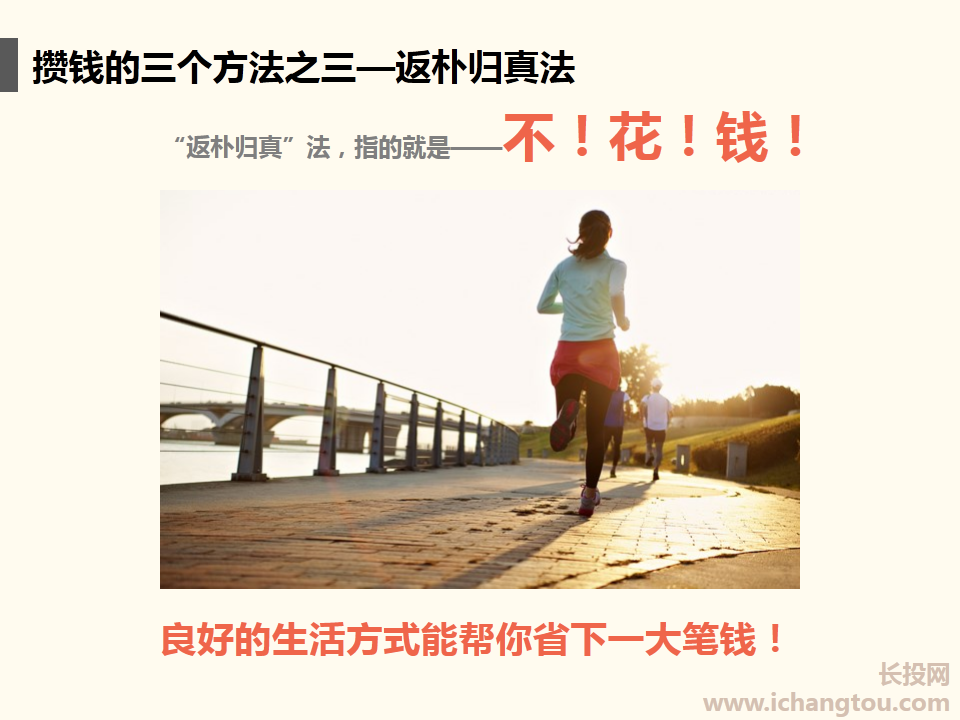 攒钱的三个方法之三—返朴归真法
“返朴归真”法，指的就是——不！花！钱！
良好的生活方式能帮你省下一大笔钱！
长投网
www.ichangtou.com